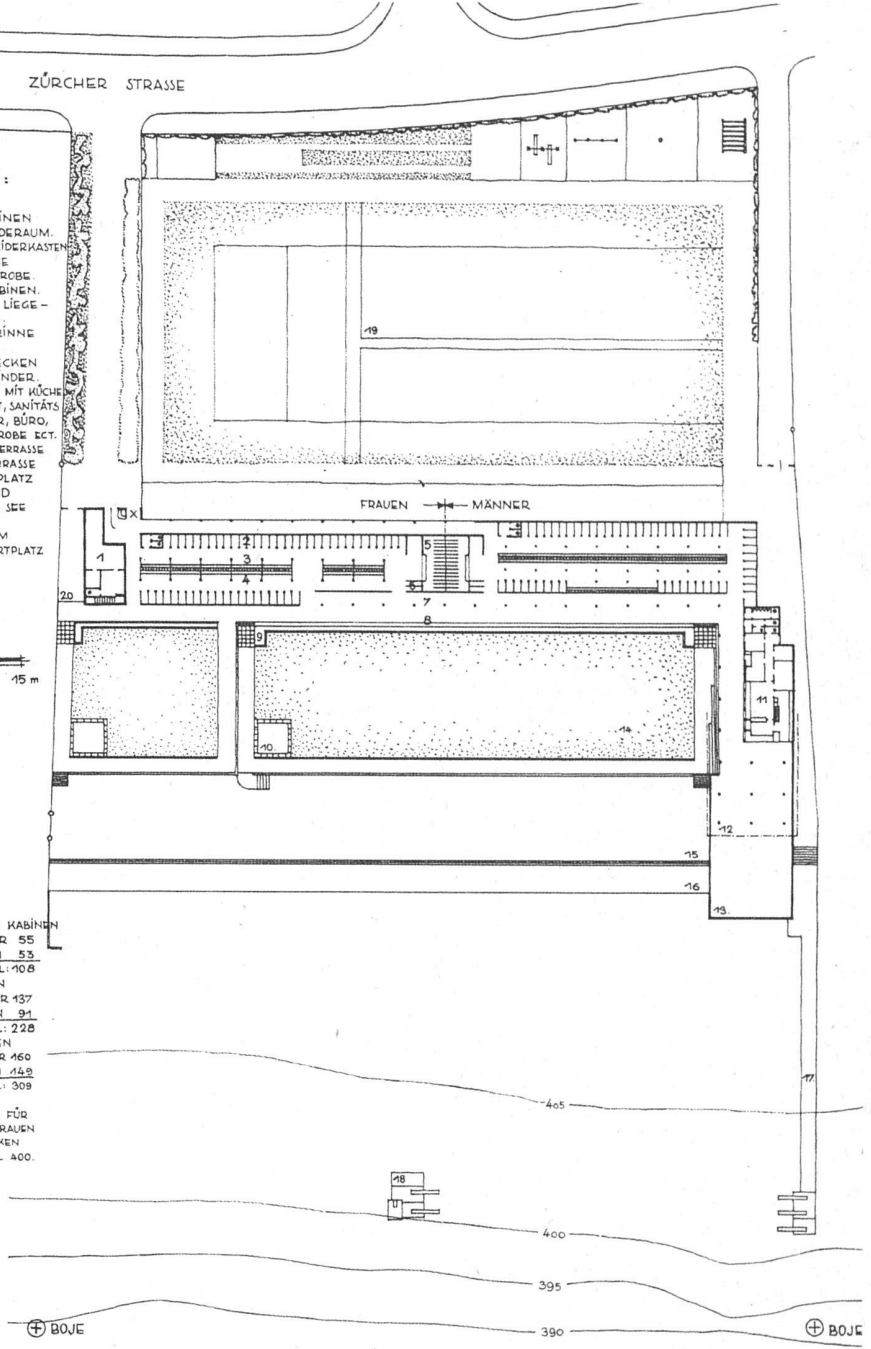 ZÜRCHER STRASSE
:
INEN
DERAUM.
IDERKASTEN
E
ROBE.
BINEN.
LIEGE-
INNE
ECKEN
NDER.
MIT KÜCHE
T, SANITÄTS
R, BÜRO,
ROBE ECT.
ERRASSE
RRASSE
PLATZ
D
SEE
M
RTPLATZ
19
FRAUEN MÄNNER
X
1
2
3
4
5
6
7
8
20
9
10.
14
11
15 m
12
15
16
13.
KABINEN
R 55
N 53
L: 108
N
R 137
N 91
L: 228
EN
R 160
N 149
L: 309
FÜR
RAUEN
KEN
L 400.
405
17.
18
400
395
390
BOJE
BOJE